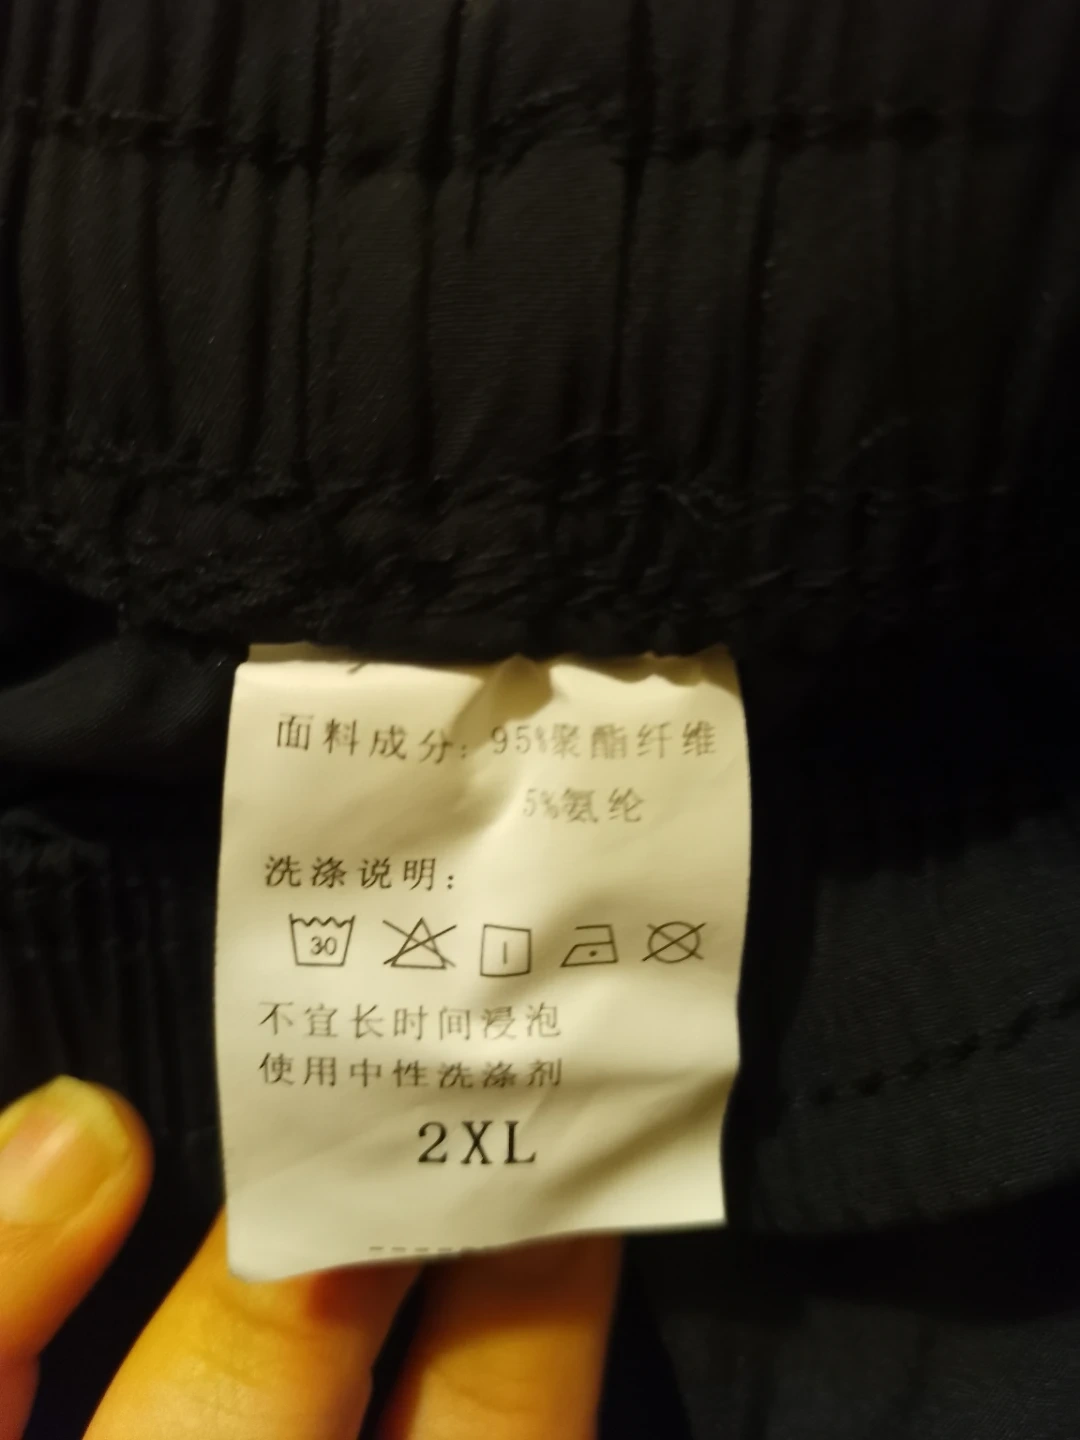 面料成分: 95%聚酯纤维
5%氨纶
洗涤说明:
30
不宜长时间浸泡
使用中性洗涤剂
2XL